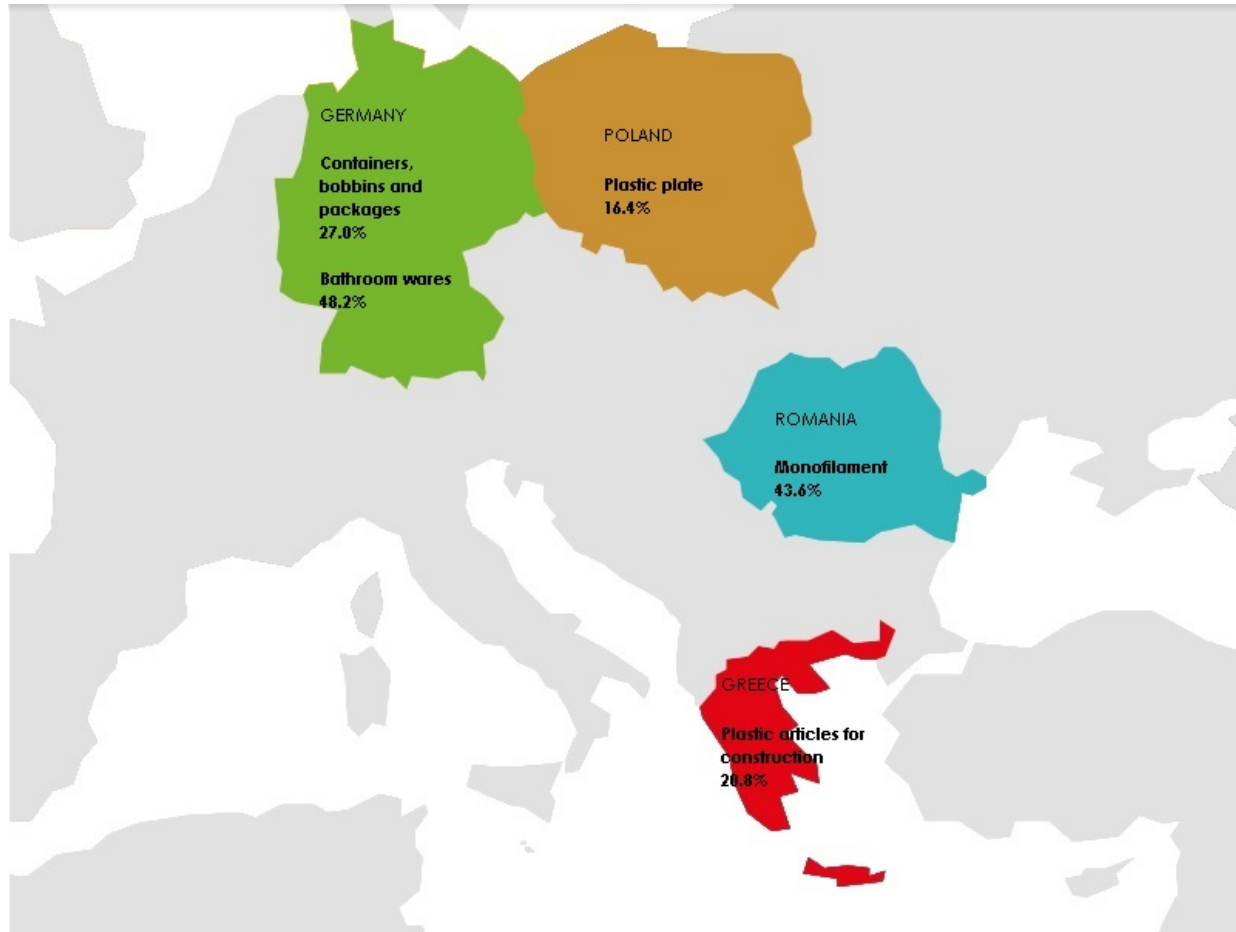 GERMANY
Containers,
bobbins and
packages
27.0%
Bathroom wares
48.2%
POLAND
Plastic plate
16.4%
ROMANIA
Monofilament
43.6%
GREECE
Plastic articles for
construction
20.8%